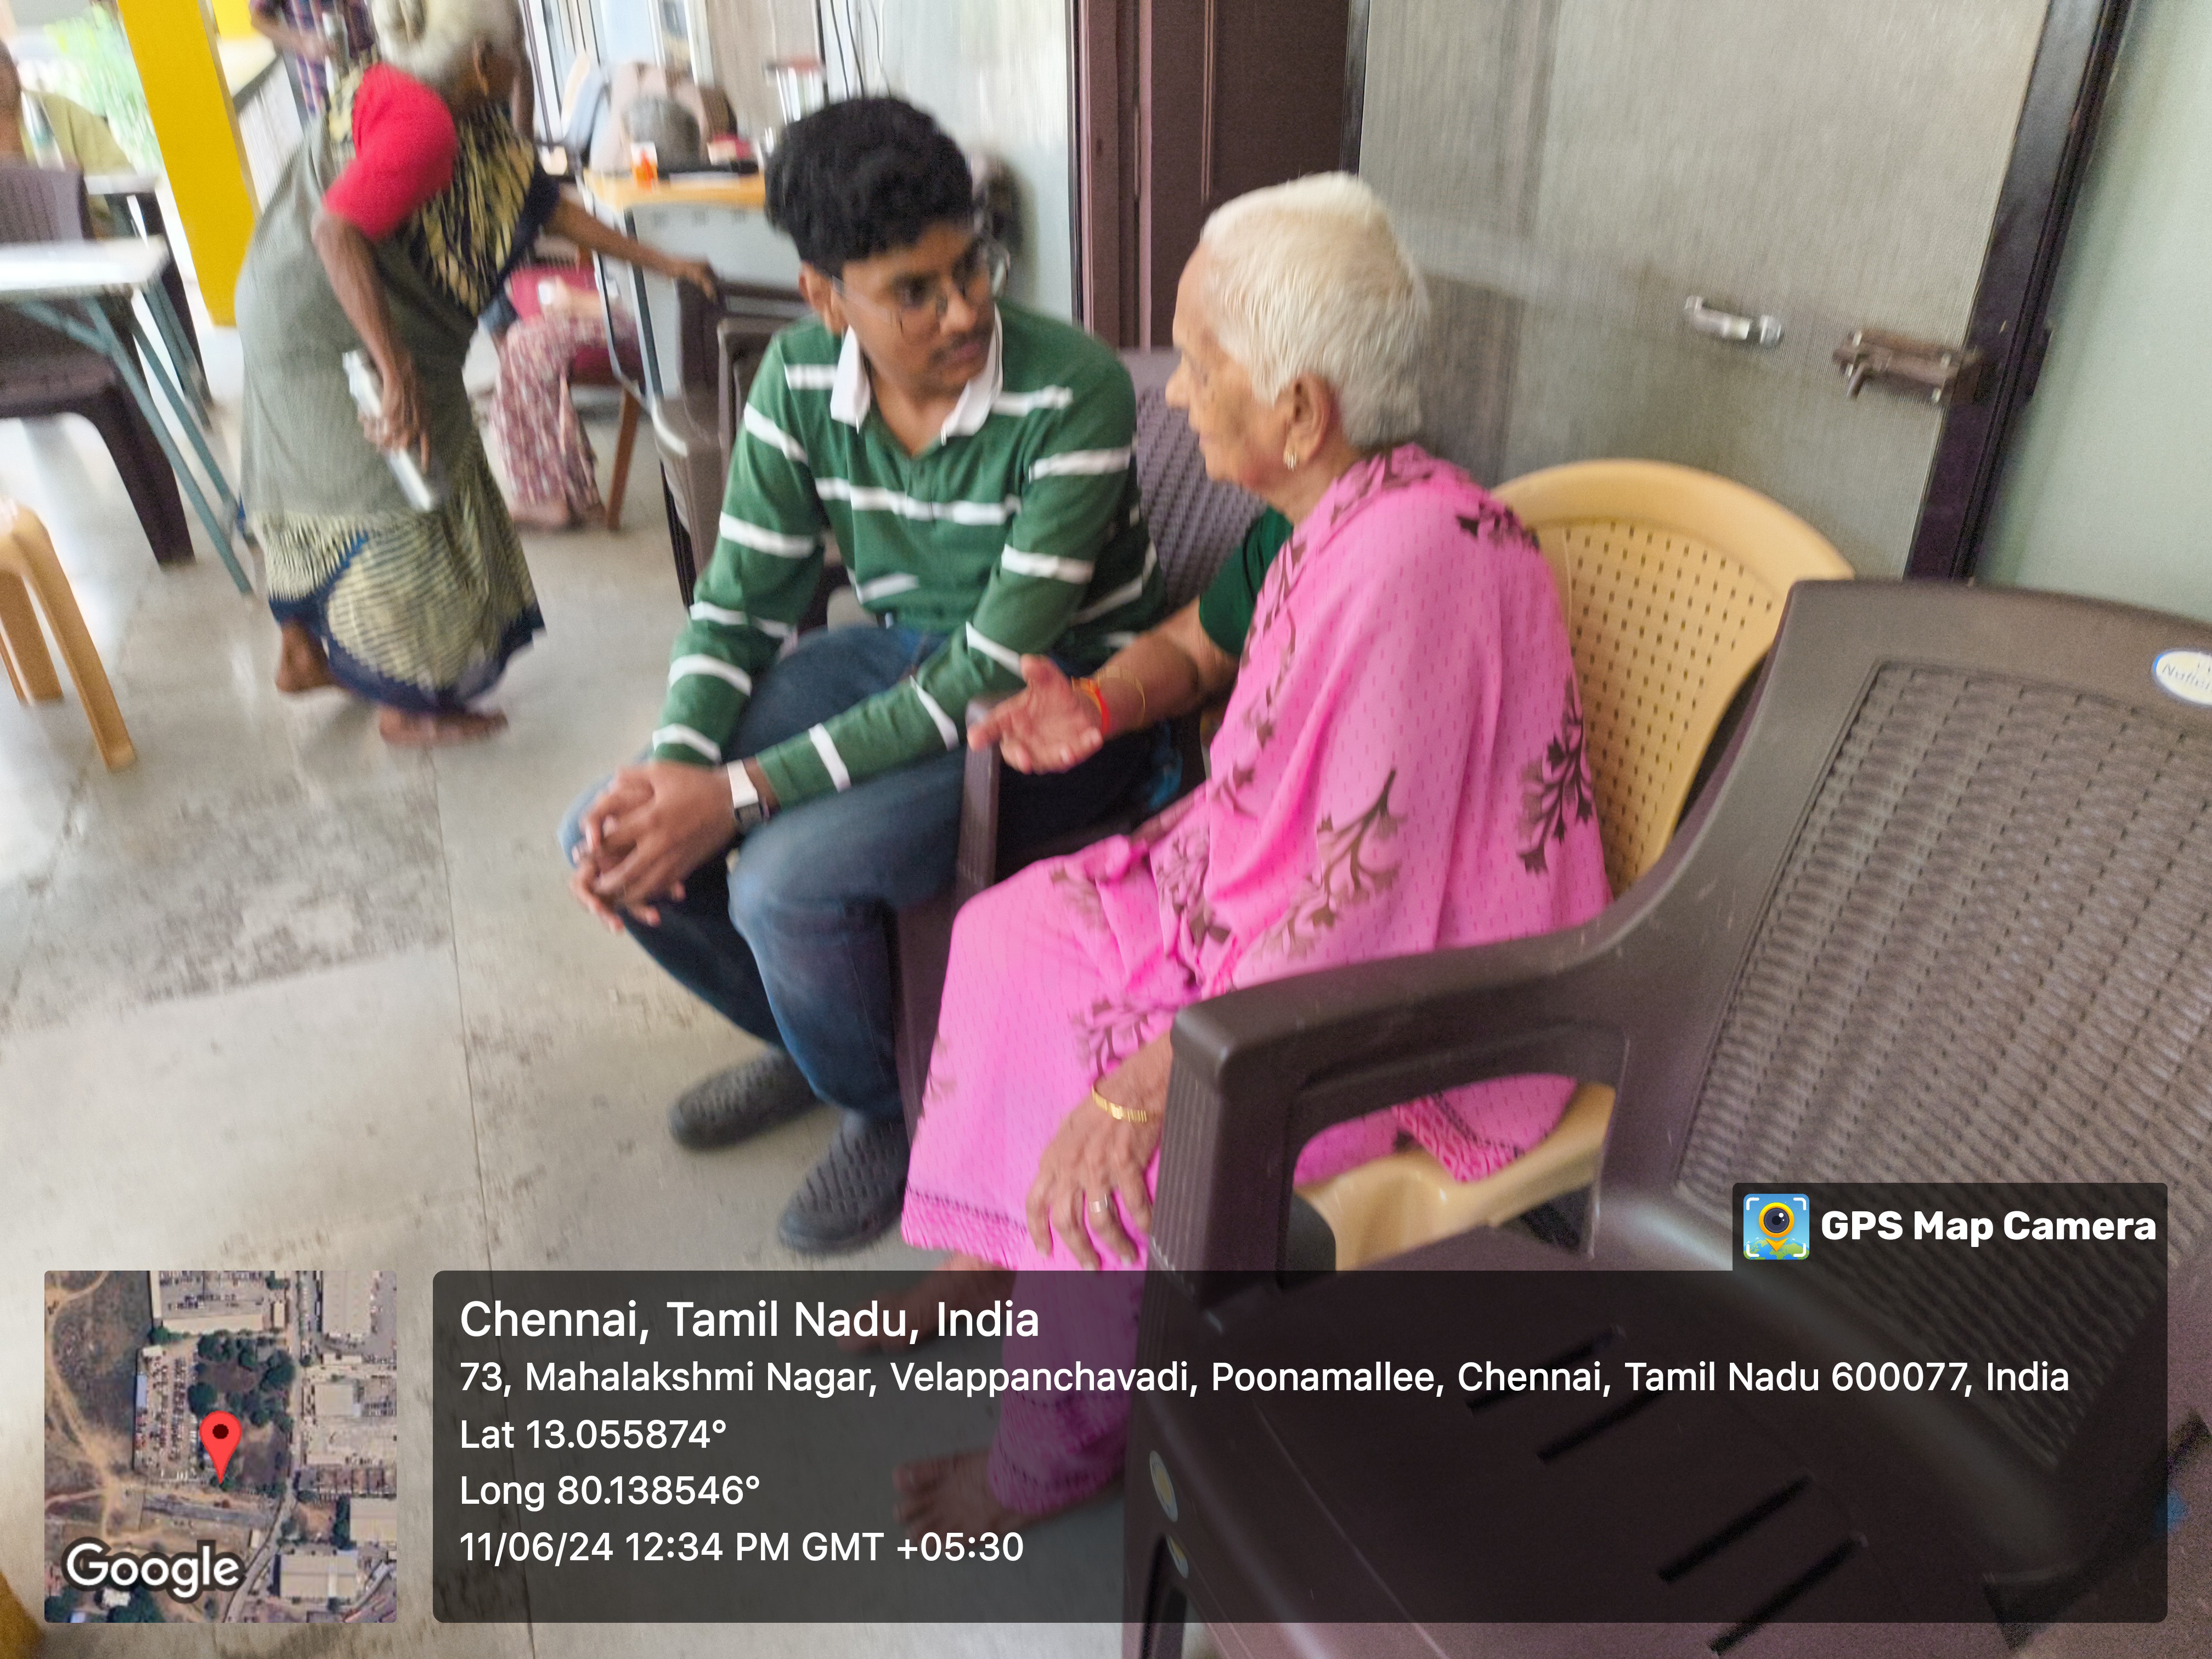 GPS Map Camera
Chennai, Tamil Nadu, India
73, Mahalakshmi Nagar, Velappanchavadi, Poonamallee, Chennai, Tamil Nadu 600077, India
Lat 13.055874°
Long 80.138546°
11/06/24 12:34 PM GMT +05:30
Google